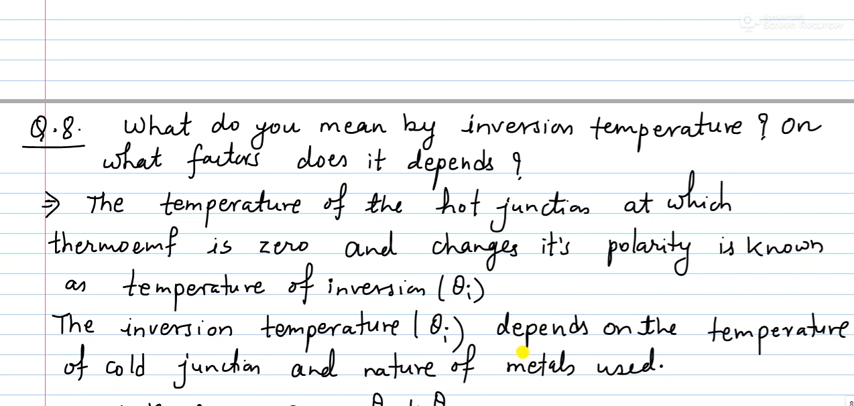 Q.8. What do you mean by inversion temperature? On
what factors does it depends?
⇒ The temperature of the hot junction at which
thermoemf is zero and changes it's polarity is known
as temperature of inversion (θi)
The inversion temperature (θi) depends on the temperature
of cold junction and nature of metals used.